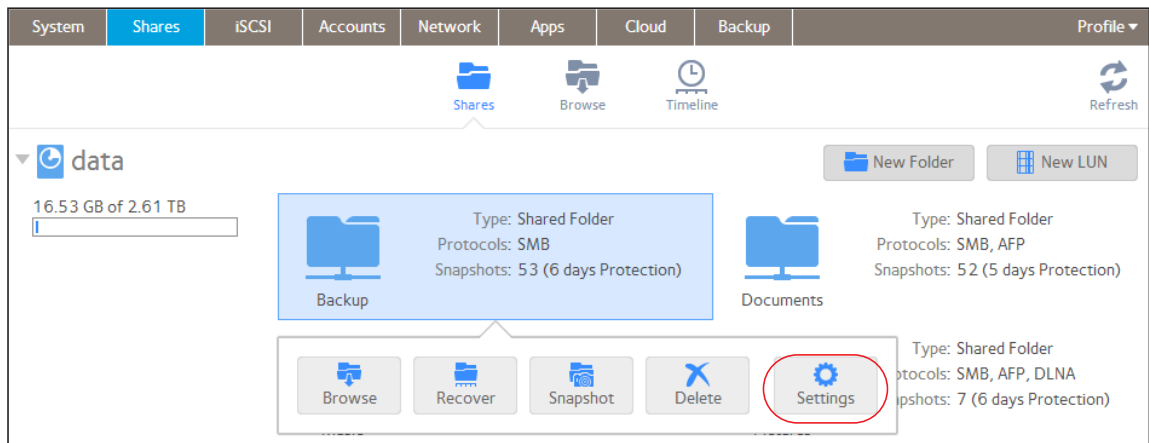 System Shares iSCSI Accounts Network Apps Cloud Backup Profile
Shares Browse Timeline Refresh
data
New Folder New LUN
16.53 GB of 2.61 TB
Type: Shared Folder
Protocols: SMB
Snapshots: 53 (6 days Protection)
Backup
Type: Shared Folder
Protocols: SMB, AFP
Snapshots: 52 (5 days Protection)
Documents
Browse Recover Snapshot Delete Settings
Type: Shared Folder
otocols: SMB, AFP, DLNA
pshots: 7 (6 days Protection)